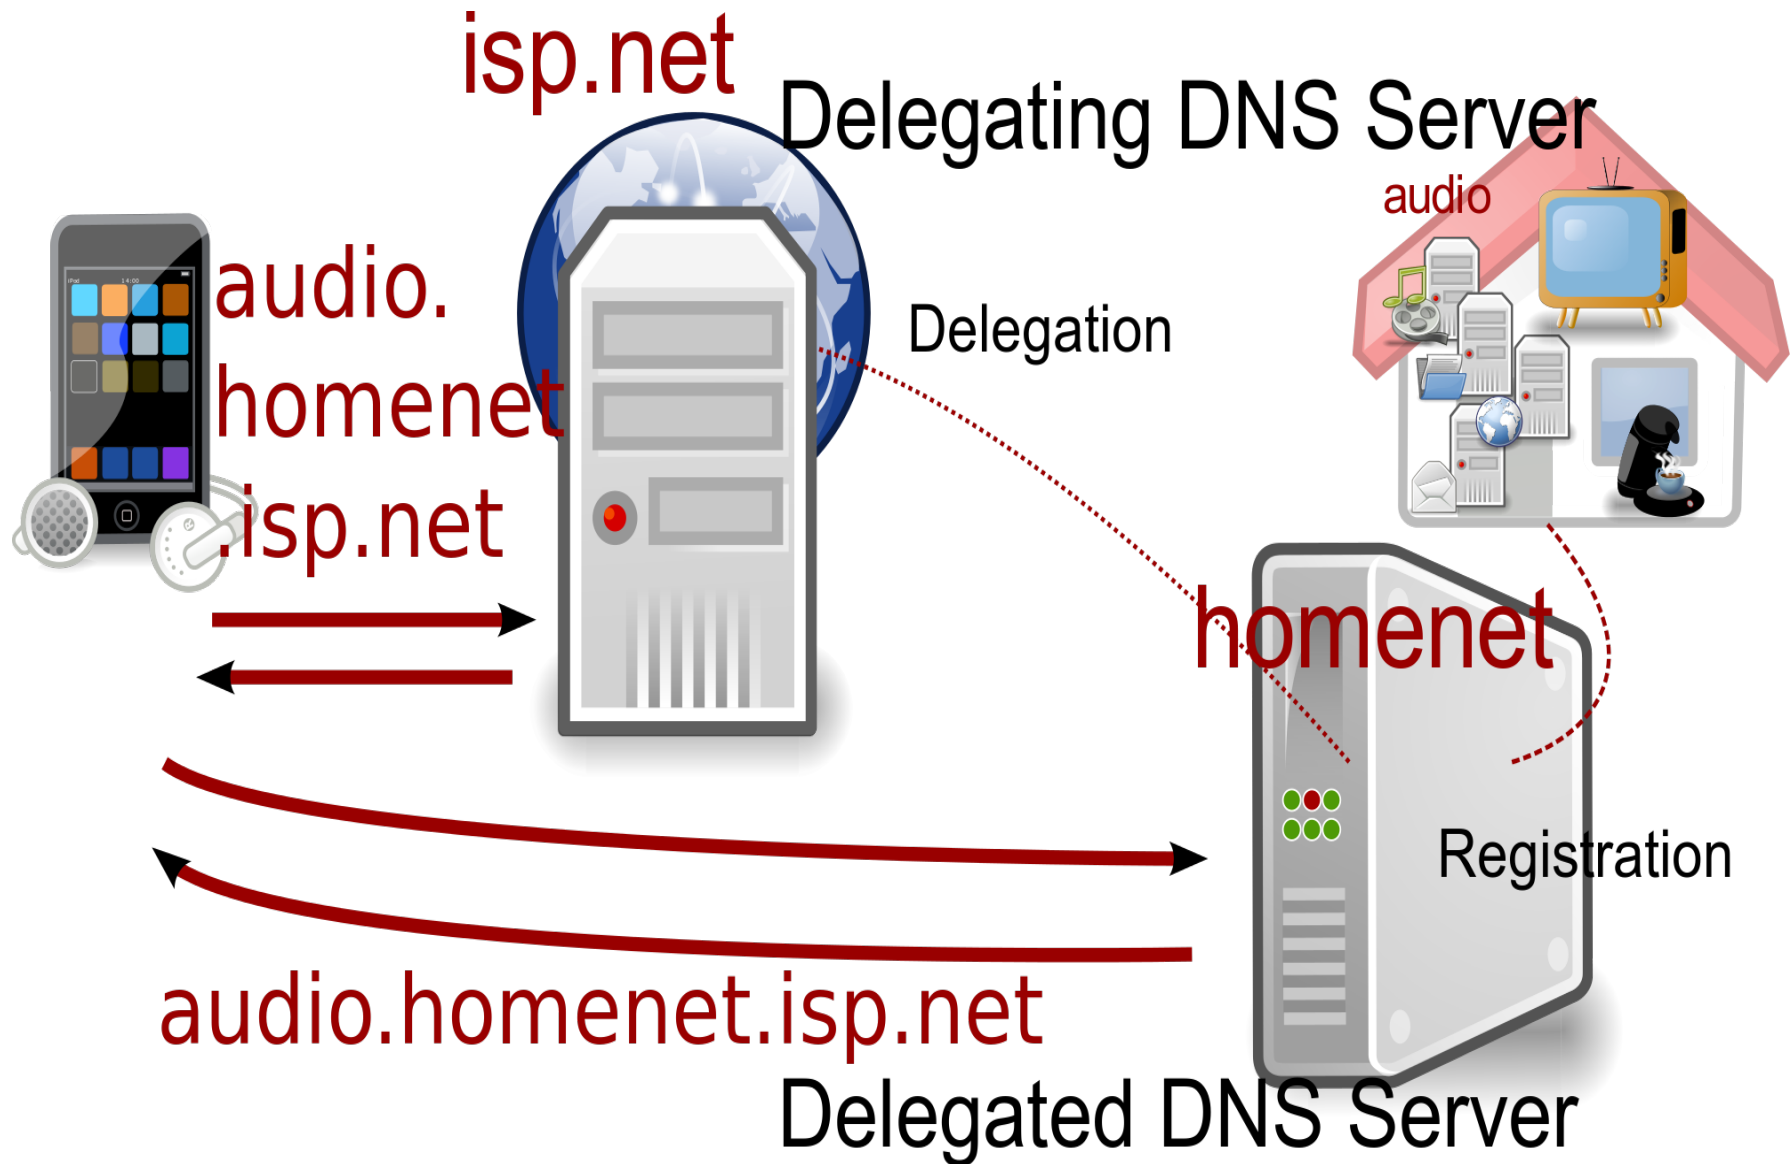 isp.net
Delegating DNS Server
audio
audio.
homenet
.isp.net
Delegation
homenet
Registration
audio.homenet.isp.net
Delegated DNS Server